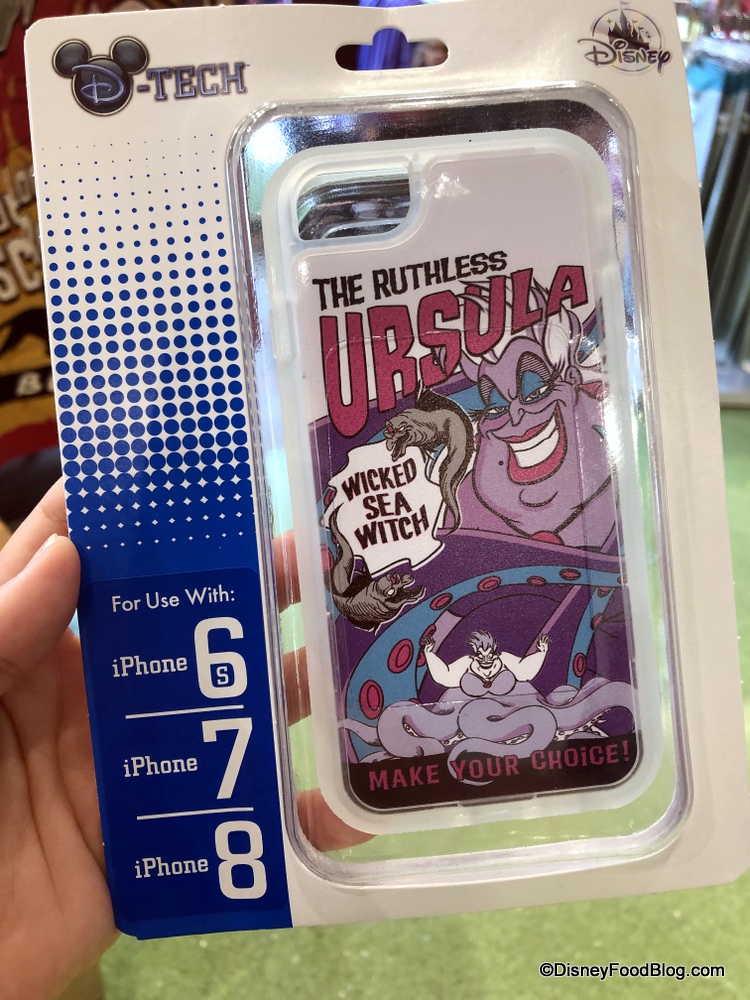 D-TECH
Disney
THE RUTHLESS
URSULA
WICKED
SEA
WITCH
MAKE YOUR CHOiCE!
For Use With:
iPhone 6s
iPhone 7
iPhone 8
©DisneyFoodBlog.com